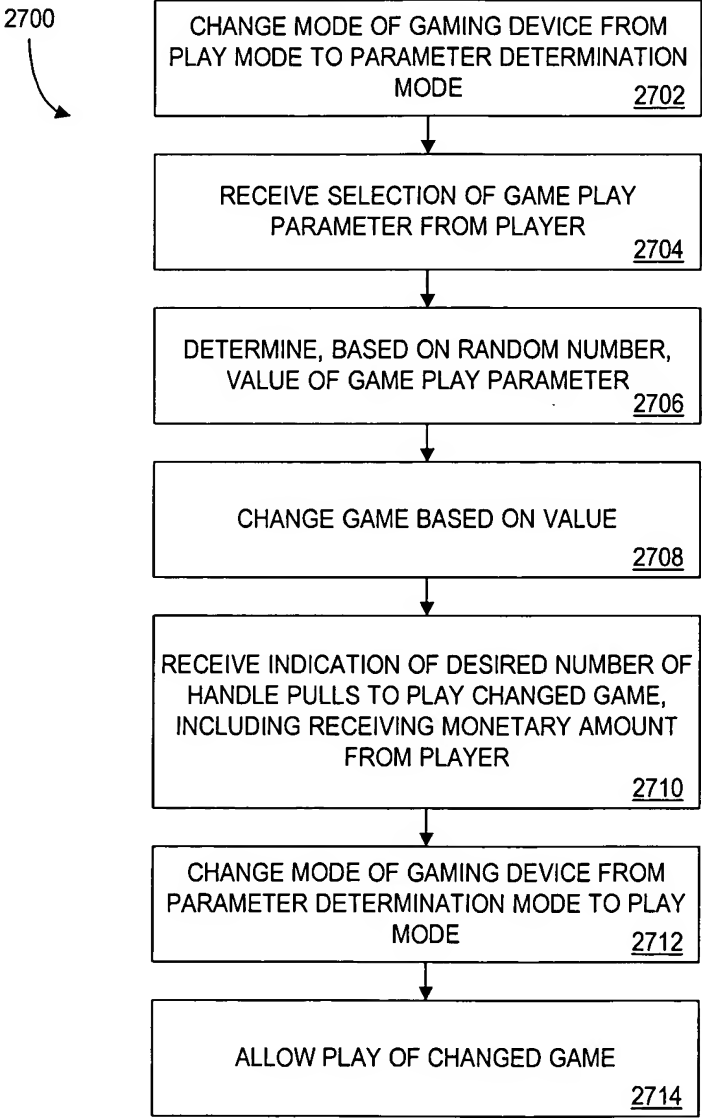 2700
CHANGE MODE OF GAMING DEVICE FROM
PLAY MODE TO PARAMETER DETERMINATION
MODE
2702
RECEIVE SELECTION OF GAME PLAY
PARAMETER FROM PLAYER
2704
DETERMINE, BASED ON RANDOM NUMBER,
VALUE OF GAME PLAY PARAMETER
2706
CHANGE GAME BASED ON VALUE
2708
RECEIVE INDICATION OF DESIRED NUMBER OF
HANDLE PULLS TO PLAY CHANGED GAME,
INCLUDING RECEIVING MONETARY AMOUNT
FROM PLAYER
2710
CHANGE MODE OF GAMING DEVICE FROM
PARAMETER DETERMINATION MODE TO PLAY
MODE
2712
ALLOW PLAY OF CHANGED GAME
2714